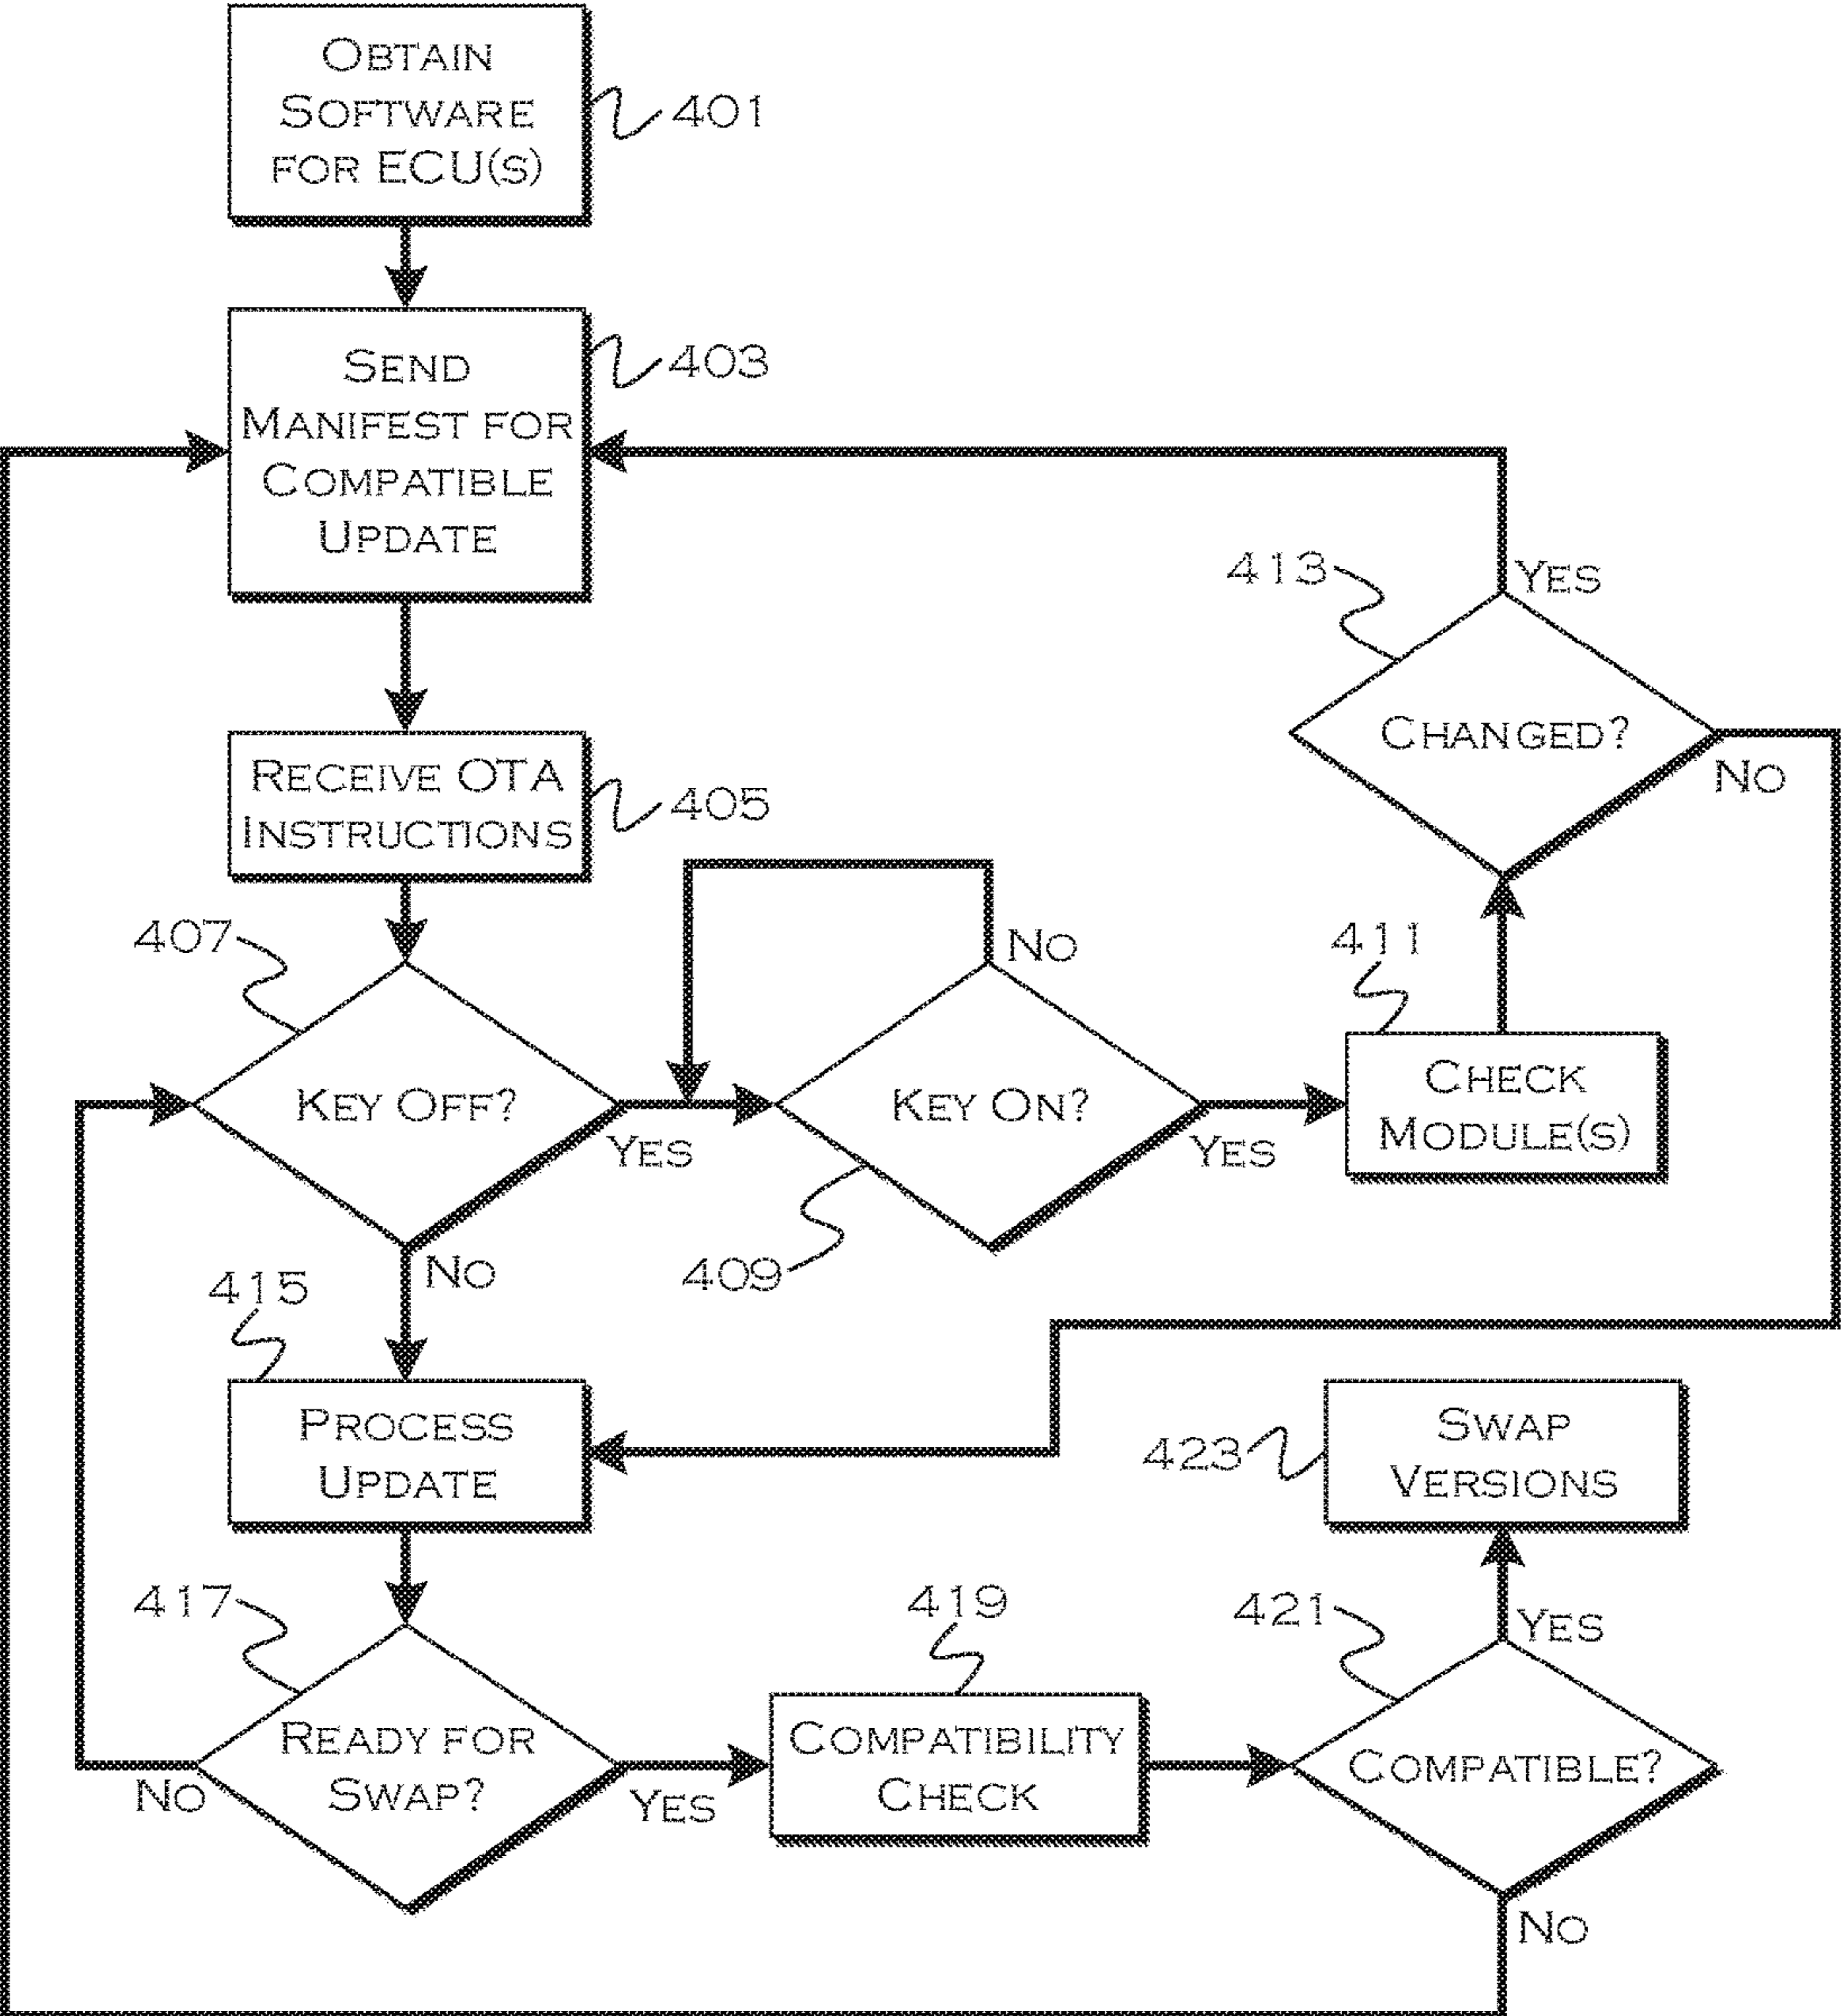 OBTAIN
SOFTWARE
FOR ECU(S)
401
SEND
MANIFEST FOR
COMPATIBLE
UPDATE
403
RECEIVE OTA
INSTRUCTIONS
405
407
KEY OFF?
YES
NO
409
KEY ON?
NO
YES
411
CHECK
MODULE(S)
413
CHANGED?
YES
NO
415
PROCESS
UPDATE
417
READY FOR
SWAP?
NO
YES
419
COMPATIBILITY
CHECK
421
COMPATIBLE?
YES
NO
423
SWAP
VERSIONS